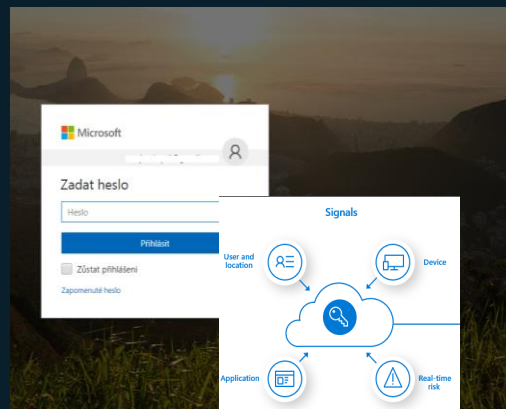 Microsoft
Zadat heslo
Heslo
Přihlásit
Zůstat přihlášeni
Zapomenuté heslo
Signals
User and
location
Device
Application
Real-time
risk